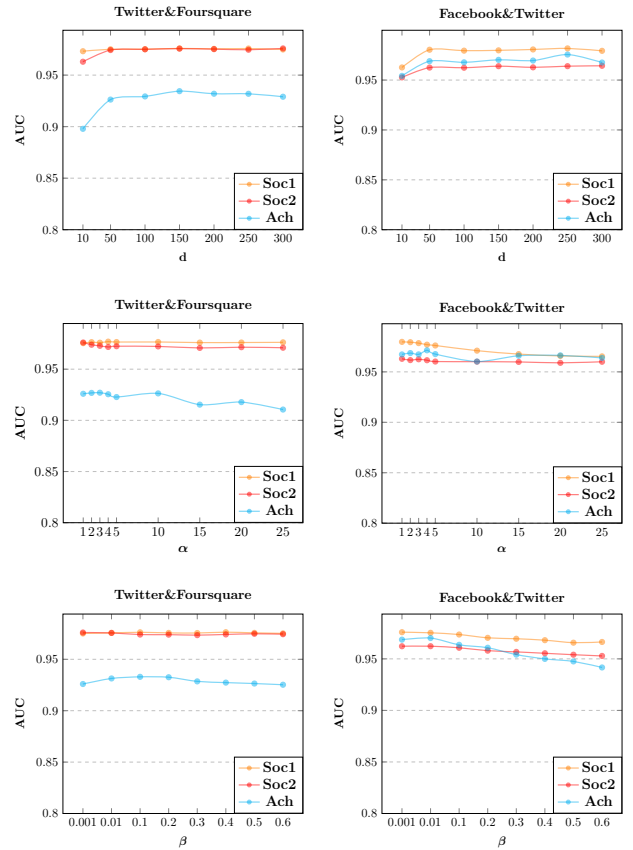 Twitter&Foursquare
AUC
0.95
0.9
0.85
0.8
Soc1
Soc2
Ach
10 50 100 150 200 250 300
d
Facebook&Twitter
AUC
0.95
0.9
0.85
0.8
Soc1
Soc2
Ach
10 50 100 150 200 250 300
d
Twitter&Foursquare
AUC
0.95
0.9
0.85
0.8
Soc1
Soc2
Ach
1 2 3 4 5 10 15 20 25
α
Facebook&Twitter
AUC
0.95
0.9
0.85
0.8
Soc1
Soc2
Ach
1 2 3 4 5 10 15 20 25
α
Twitter&Foursquare
AUC
0.95
0.9
0.85
0.8
Soc1
Soc2
Ach
0.001 0.01 0.1 0.2 0.3 0.4 0.5 0.6
β
Facebook&Twitter
AUC
0.95
0.9
0.85
0.8
Soc1
Soc2
Ach
0.001 0.01 0.1 0.2 0.3 0.4 0.5 0.6
β